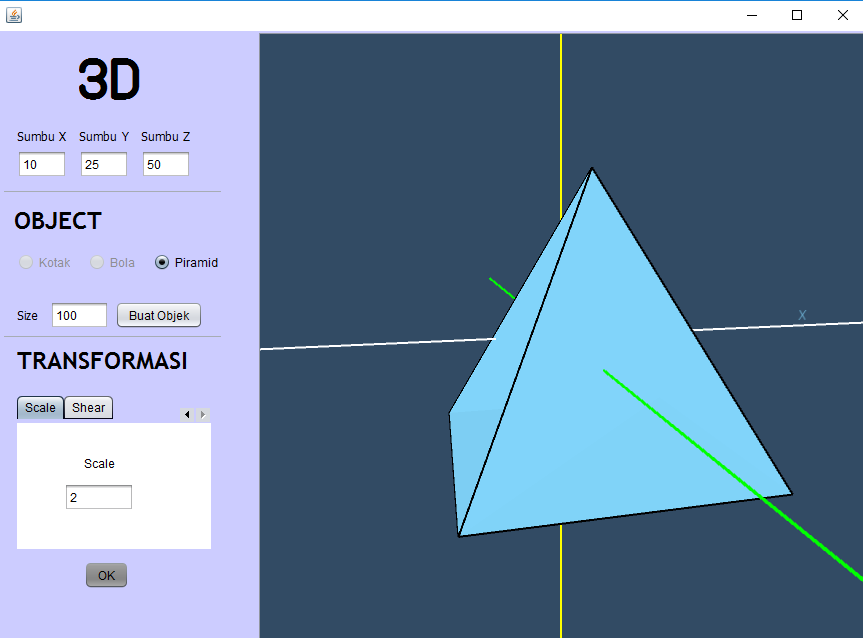 3D
Sumbu X Sumbu Y Sumbu Z
10 25 50
OBJECT
Kotak Bola Piramid
Size 100 Buat Objek
TRANSFORMASI
Scale Shear
Scale
2
OK
X